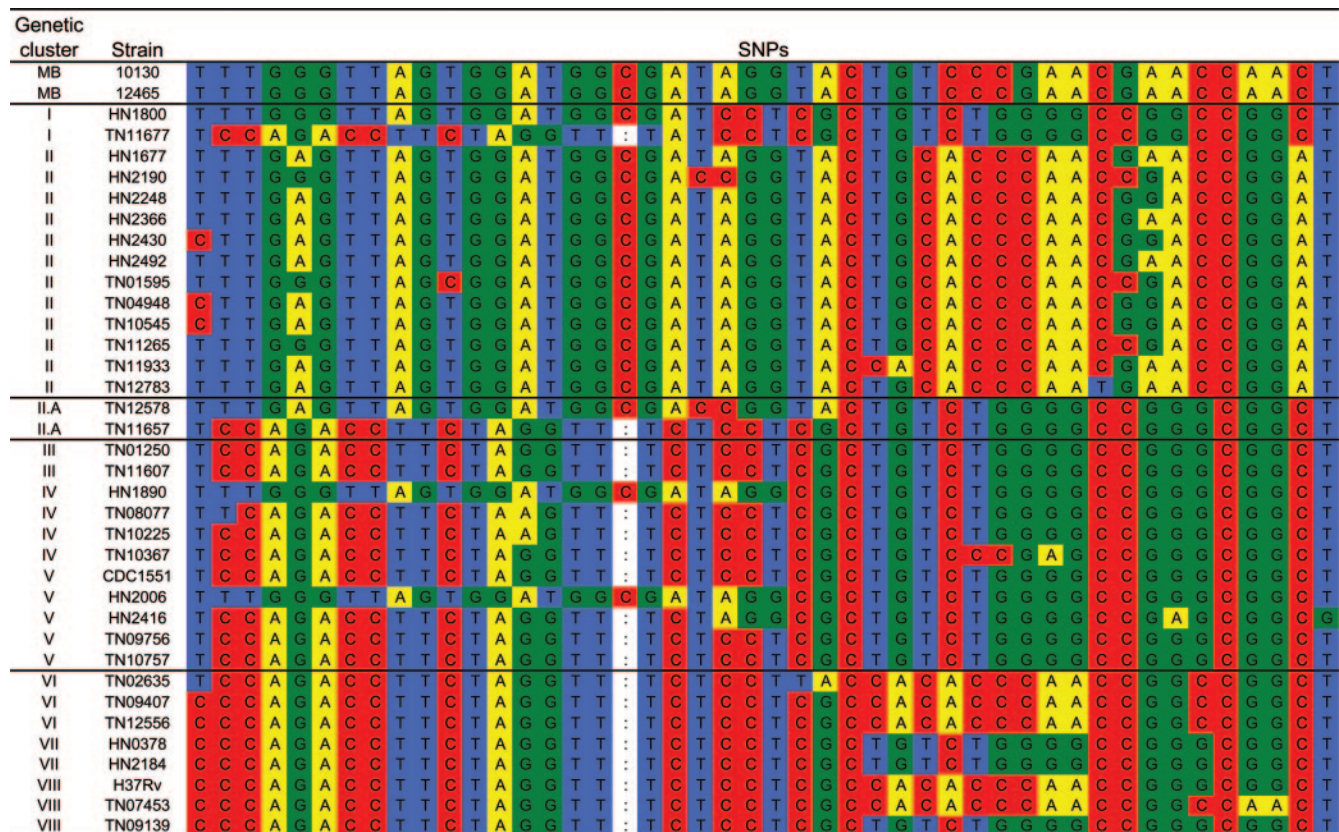 Genetic
cluster Strain SNPs
MB 10130 T T T G G G T T A G T G G A T G G C G A T A G G T A C T G T C C C G A A C G A A C C A A C T
MB 12465 T T T G G G T T A G T G G A T G G C G A T A G G T A C T G T C C C G A A C G A A C C A A C T
I HN1800 T T T G G G T T A G T G G A T G G C G A T C C T C G C T G T C T G G G G C C G G C C G G C T
I TN11677 T C C A G A C C T T C T A G G T T : T A T C C T C G C T G T C T G G G G C C G G C C G G C T
II HN1677 T T T G A G T T A G T G G A T G G C G A T A G G T A C T G C A C C C A A C G A A C C G G A T
II HN2190 T T T G G G T T A G T G G A T G G C G A C C G G T A C T G C A C C C A A C C G A C C G G A T
II HN2248 T T T G A G T T A G T G G A T G G C G A T A G G T A C T G C A C C C A A C G G A C C G G A T
II HN2366 T T T G A G T T A G T G G A T G G C G A T A G G T A C T G C A C C C A A C G A A C C G G A T
II HN2430 C T T G A G T T A G T G G A T G G C G A T A G G T A C T G C A C C C A A C G G A C C G G A T
II HN2492 T T T G A G T T A G T G G A T G G C G A T A G G T A C T G C A C C C A A C G A A C C G G A T
II TN01595 T T T G G G T T A G C G G A T G G C G A T A G G T A C T G C A C C C A A C C G A C C G G A T
II TN04948 C T T G A G T T A G T G G A T G G C G A T A G G T A C T G C A C C C A A C G G A C C G G A T
II TN10545 C T T G A G T T A G T G G A T G G C G A T A G G T A C T G C A C C C A A C G G A C C G G A T
II TN11265 T T T G G G T T A G T G G A T G G C G A T A G G T A C T G C A C C C A A C C G A C C G G A T
II TN11933 T T T G A G T T A G T G G A T G G C G A T A G G T A C C A C A C C C A A C G A A C C G G A T
II TN12783 T T T G A G T T A G T G G A T G G C G A T A G G T A C T G C A C C C A A T G A A C C G G A T
II.A TN12578 T T T G A G T T A G T G G A T G G C G A C C G G T A C T G T C T G G G G C C G G G C G G C T
II.A TN11657 T C C A G A C C T T C T A G G T T : T C T C C T C G C T G T C T G G G G C C G G G C G G C T
III TN01250 T C C A G A C C T T C T A G G T T : T C T C C T C G C T G T C T G G G G C C G G G C G G C T
III TN11607 T C C A G A C C T T C T A G G T T : T C T C C T C G C T G T C T G G G G C C G G G C G G C T
IV HN1890 T T T G G G T T A G T G G A T G G C G A T A G G C G C T G T C T G G G G C C G G G C G G C T
IV TN08077 T T C A G A C C T T C T A A G T T : T C T C C T C G C T G T C T G G G G C C G G G C G G C T
IV TN10225 T C C A G A C C T T C T A A G T T : T C T C C T C G C T G T C T G G G G C C G G G C G G C T
IV TN10367 T C C A G A C C T T C T A G G T T : T C T C C T C G C T G T C C C G A G C C G G G C G G C T
V CDC1551 T C C A G A C C T T C T A G G T T : T C T C C T C G C T G T C T G G G G C C G G G C G G C T
V HN2006 T T T G G G T T A G T G G A T G G C G A T A G G C G C T G T C T G G G G C C G G G C G G C T
V HN2416 T C C A G A C C T T C T A G G T T : T C T A G G C G C T G T C T G G G G C C G A G C G G C G
V TN09756 T C C A G A C C T T C T A G G T T : T C T C C T C G C T G T C T G G G G C C G G G C G G C T
V TN10757 T C C A G A C C T T C T A G G T T : T C T C C T C G C T G T C T G G G G C C G G G C G G C T
VI TN02635 T C C A G A C C T T C T A G G T T : T C T C C T T A C C A C A C C C A A C C G G C C G G C T
VI TN09407 C C C A G A C C T T C T A G G T T : T C T C C T C G C C A C A C C C A A C C G G C C G G C T
VI TN12556 C C C A G A C C T T C T A G G T T : T C T C C T C G C C A C A C C C A A C C G G C C G G C T
VII HN0378 C C C A G A C C T T C T A G G T T : T C T C C T C G C T G T C T G G G G C C G G G C G G C T
VII HN2184 C C C A G A C C T T C T A G G T T : T C T C C T C G C T G T C T G G G G C C G G G C G G C T
VIII H37Rv C C C A G A C C T T C T A G G T T : T C T C C T C G C C A C A C C C A A C C G G G C G G C T
VIII TN07453 C C C A G A C C T T C T A G G T T : T C T C C T C G C C A C A C C C A A C C G G C C A A C T
VIII TN09139 C C C A G A C C T T C T A G G T T : T C T C C T C G C T G T C T G G G G C C G G G C G G C T